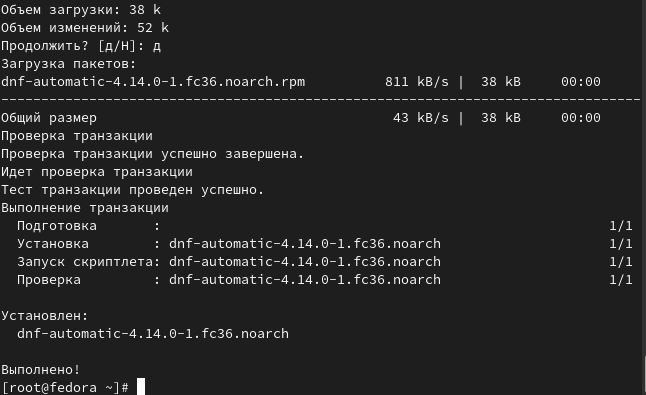 Объем загрузки: 38 k
Объем изменений: 52 k
Продолжить? [д/Н]: д
Загрузка пакетов:
dnf-automatic-4.14.0-1.fc36.noarch.rpm          811 kB/s |  38 kB     00:00
--------------------------------------------------------------------------------
Общий размер                                     43 kB/s |  38 kB     00:00
Проверка транзакции
Проверка транзакции успешно завершена.
Идет проверка транзакции
Тест транзакции проведен успешно.
Выполнение транзакции
  Подготовка       :                                                        1/1
  Установка        : dnf-automatic-4.14.0-1.fc36.noarch                     1/1
  Запуск скриптлета: dnf-automatic-4.14.0-1.fc36.noarch                     1/1
  Проверка         : dnf-automatic-4.14.0-1.fc36.noarch                     1/1

Установлен:
  dnf-automatic-4.14.0-1.fc36.noarch

Выполнено!
[root@fedora ~]#